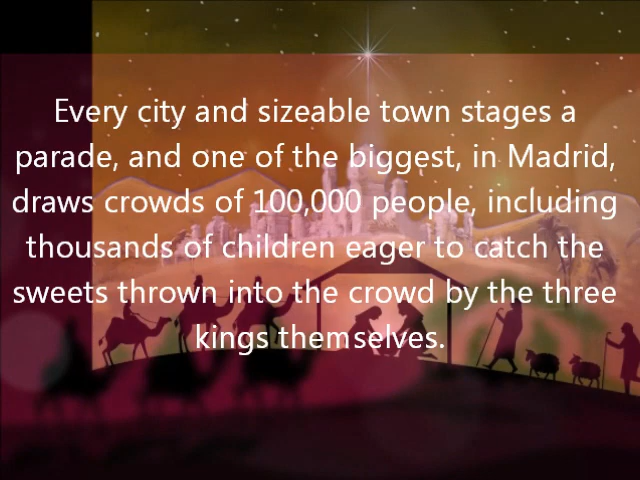 Every city and sizeable town stages a
parade, and one of the biggest, in Madrid,
draws crowds of 100,000 people, including
thousands of children eager to catch the
sweets thrown into the crowd by the three
kings themselves.